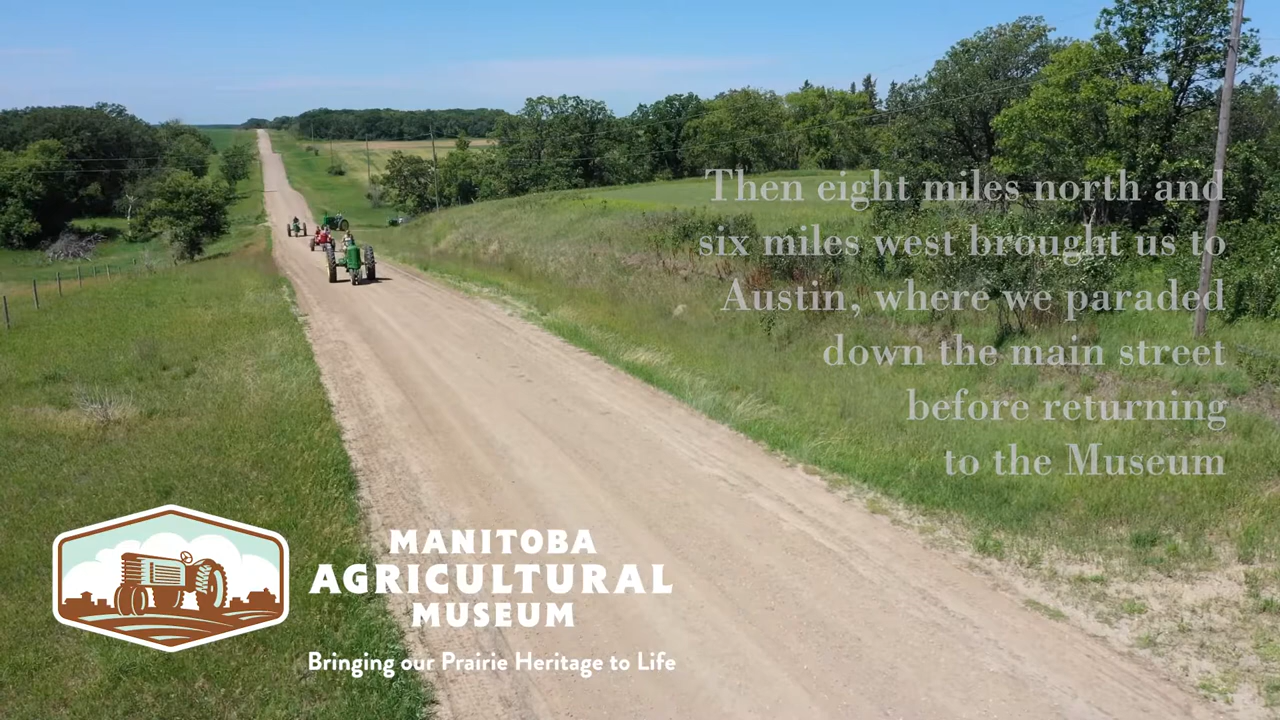 Then eight miles north and
six miles west brought us to
Austin, where we paraded
down the main street
before returning
to the Museum
MANITOBA
AGRICULTURAL
MUSEUM
Bringing our Prairie Heritage to Life